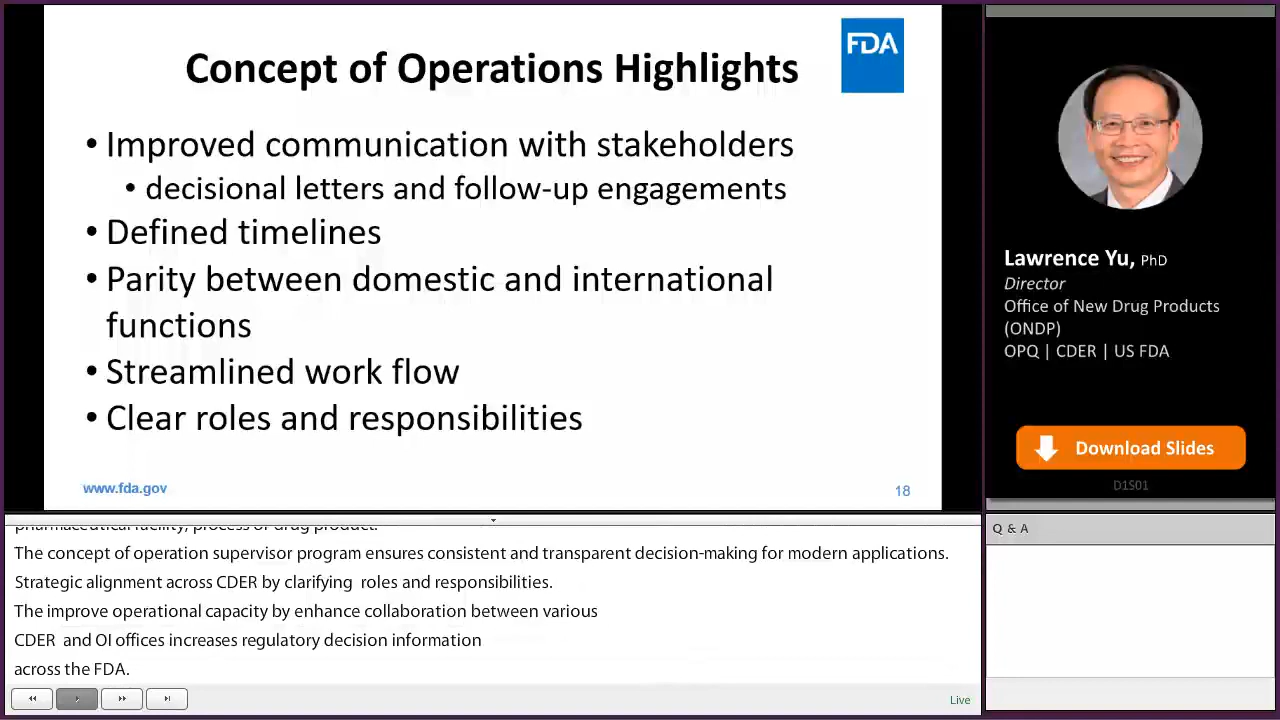 FDA
Concept of Operations Highlights
• Improved communication with stakeholders
• decisional letters and follow-up engagements
• Defined timelines
• Parity between domestic and international
functions
• Streamlined work flow
• Clear roles and responsibilities
www.fda.gov
18
Lawrence Yu, PhD
Director
Office of New Drug Products
(ONDP)
OPQ | CDER | US FDA
Download Slides
D1S01
pharmaceutical facility, process or drug product.
The concept of operation supervisor program ensures consistent and transparent decision-making for modern applications.
Strategic alignment across CDER by clarifying roles and responsibilities.
The improve operational capacity by enhance collaboration between various
CDER and OI offices increases regulatory decision information
across the FDA.
Live
Q & A